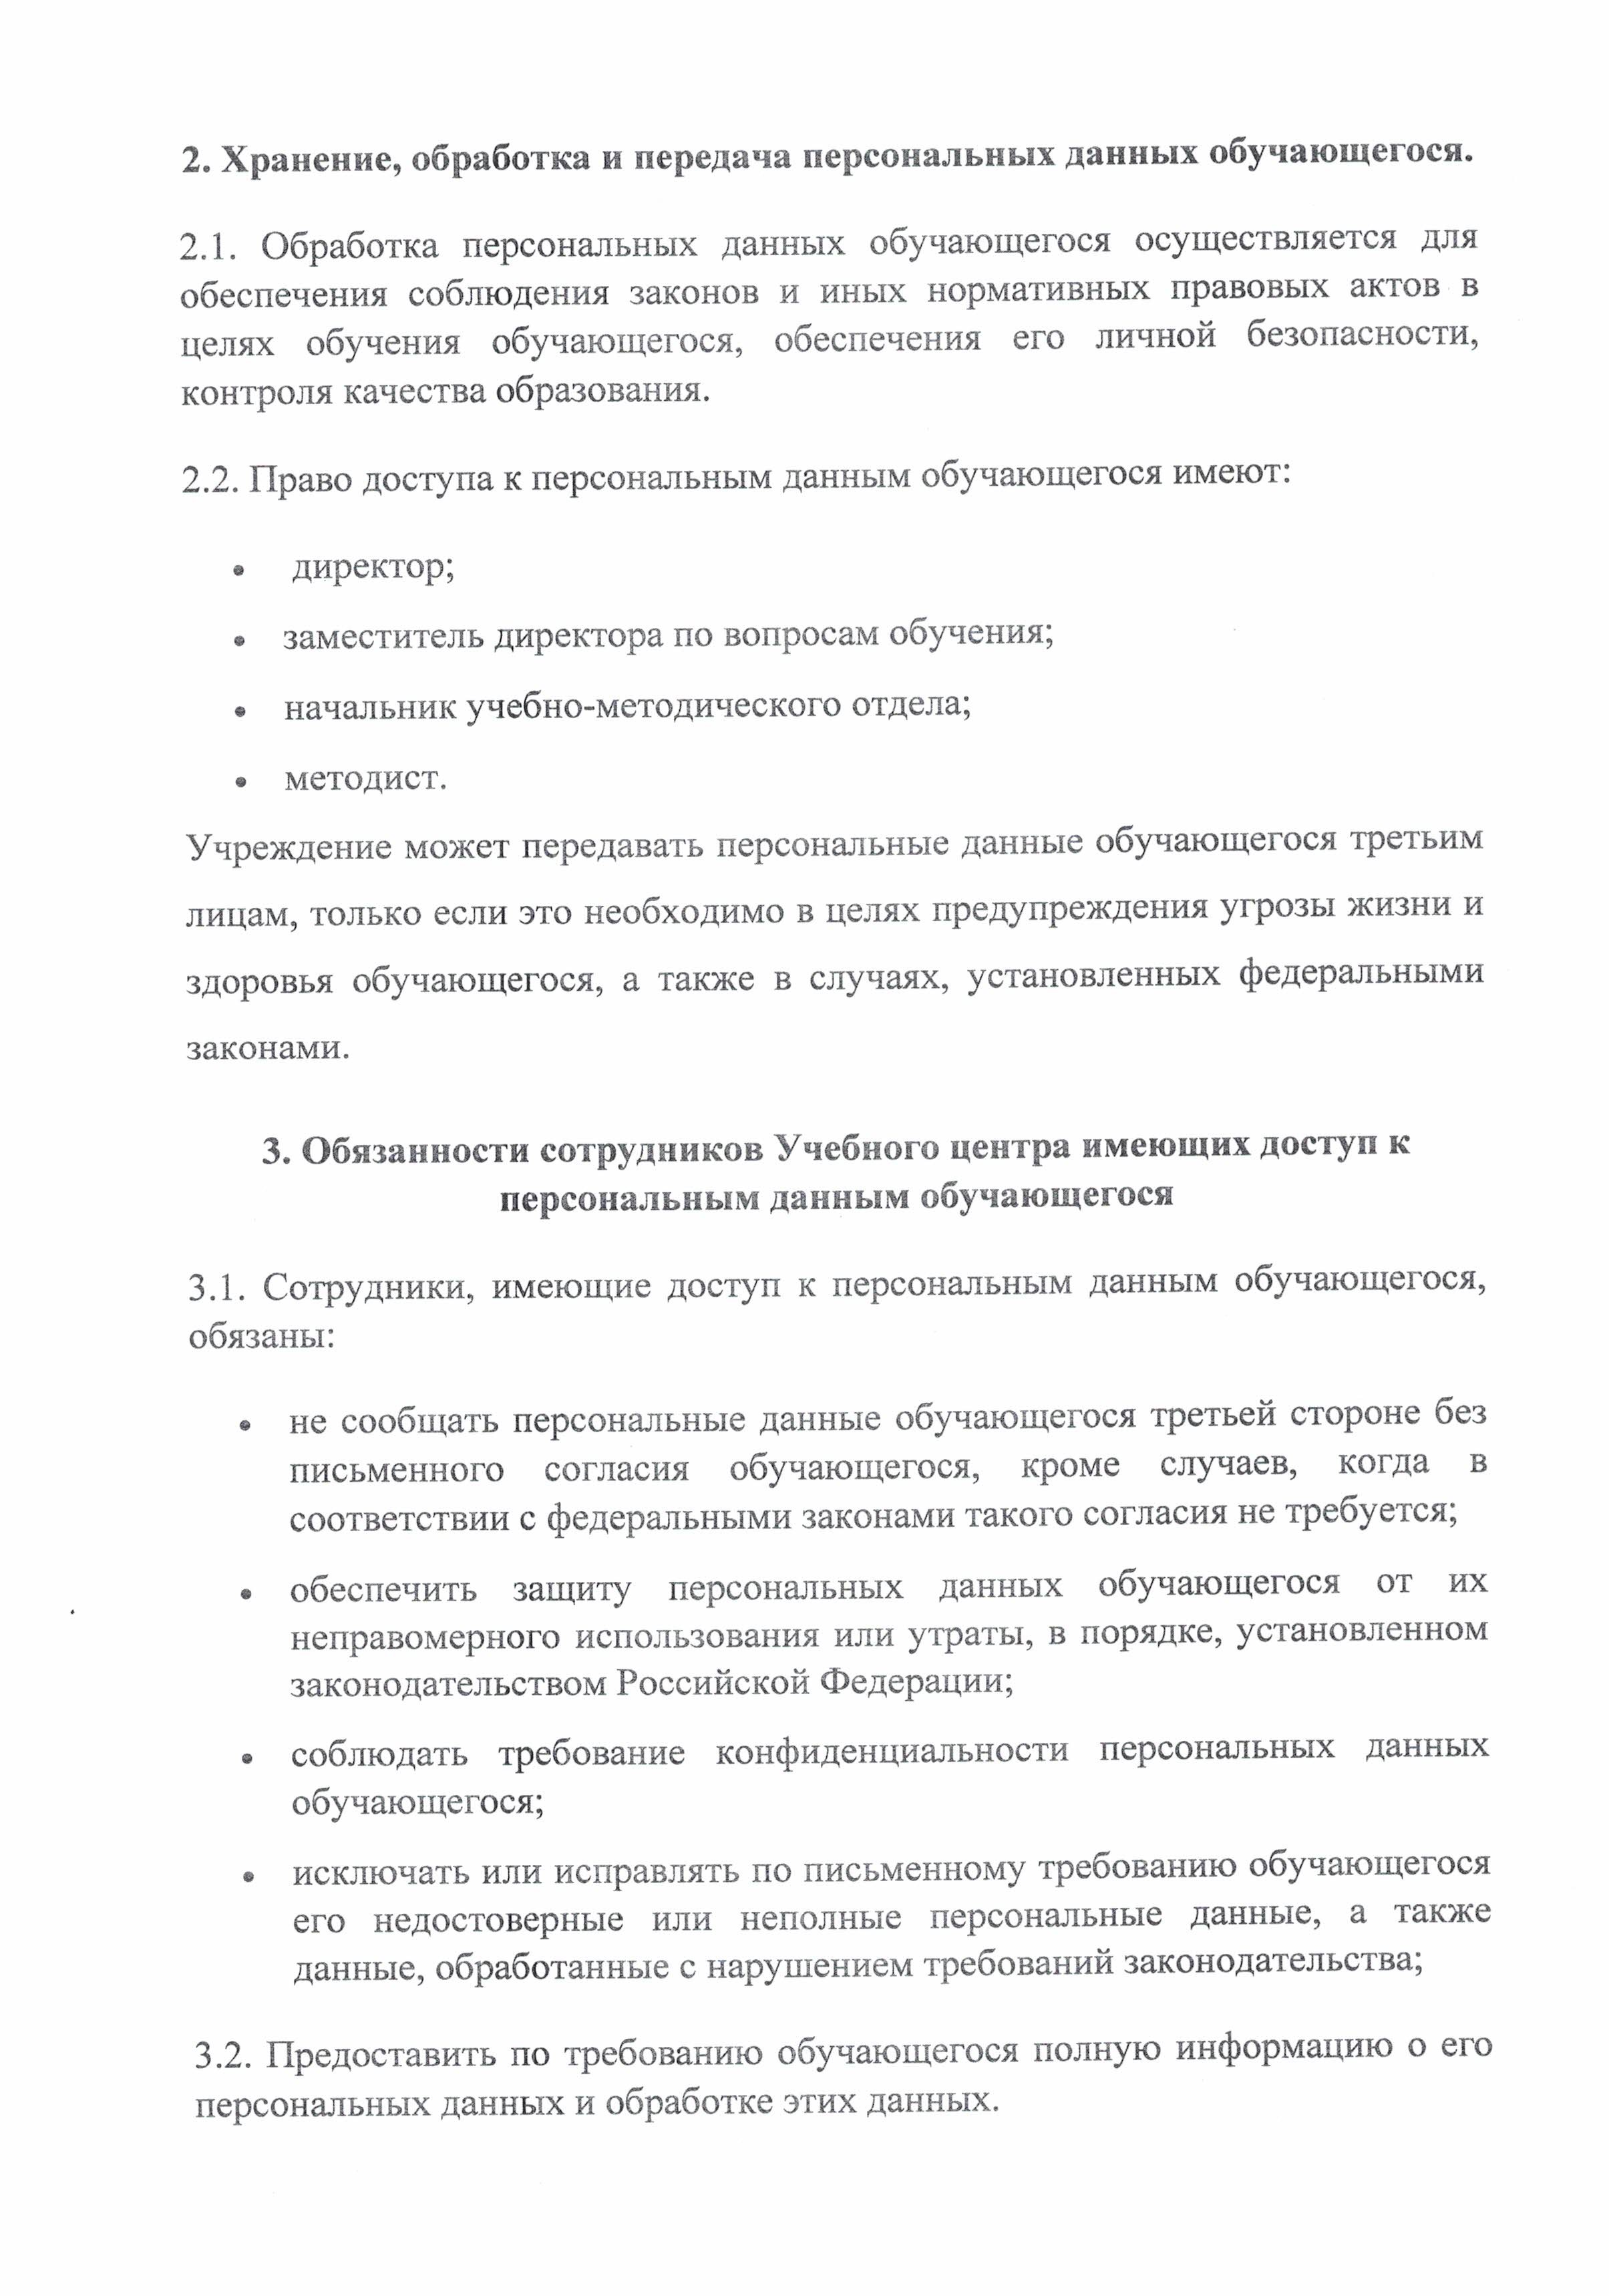 2. Хранение, обработка и передача персональных данных обучающегося.
2.1. Обработка персональных данных обучающегося осуществляется для
обеспечения соблюдения законов и иных нормативных правовых актов в
целях обучения обучающегося, обеспечения его личной безопасности,
контроля качества образования.
2.2. Право доступа к персональным данным обучающегося имеют:
• директор;
• заместитель директора по вопросам обучения;
• начальник учебно-методического отдела;
• методист.
Учреждение может передавать персональные данные обучающегося третьим
лицам, только если это необходимо в целях предупреждения угрозы жизни и
здоровья обучающегося, а также в случаях, установленных федеральными
законами.
3. Обязанности сотрудников Учебного центра имеющих доступ к
персональным данным обучающегося
3.1. Сотрудники, имеющие доступ к персональным данным обучающегося,
обязаны:
• не сообщать персональные данные обучающегося третьей стороне без
письменного согласия обучающегося, кроме случаев, когда в
соответствии с федеральными законами такого согласия не требуется;
• обеспечить защиту персональных данных обучающегося от их
неправомерного использования или утраты, в порядке, установленном
законодательством Российской Федерации;
• соблюдать требование конфиденциальности персональных данных
обучающегося;
• исключать или исправлять по письменному требованию обучающегося
его недостоверные или неполные персональные данные, а также
данные, обработанные с нарушением требований законодательства;
3.2. Предоставить по требованию обучающегося полную информацию о его
персональных данных и обработке этих данных.